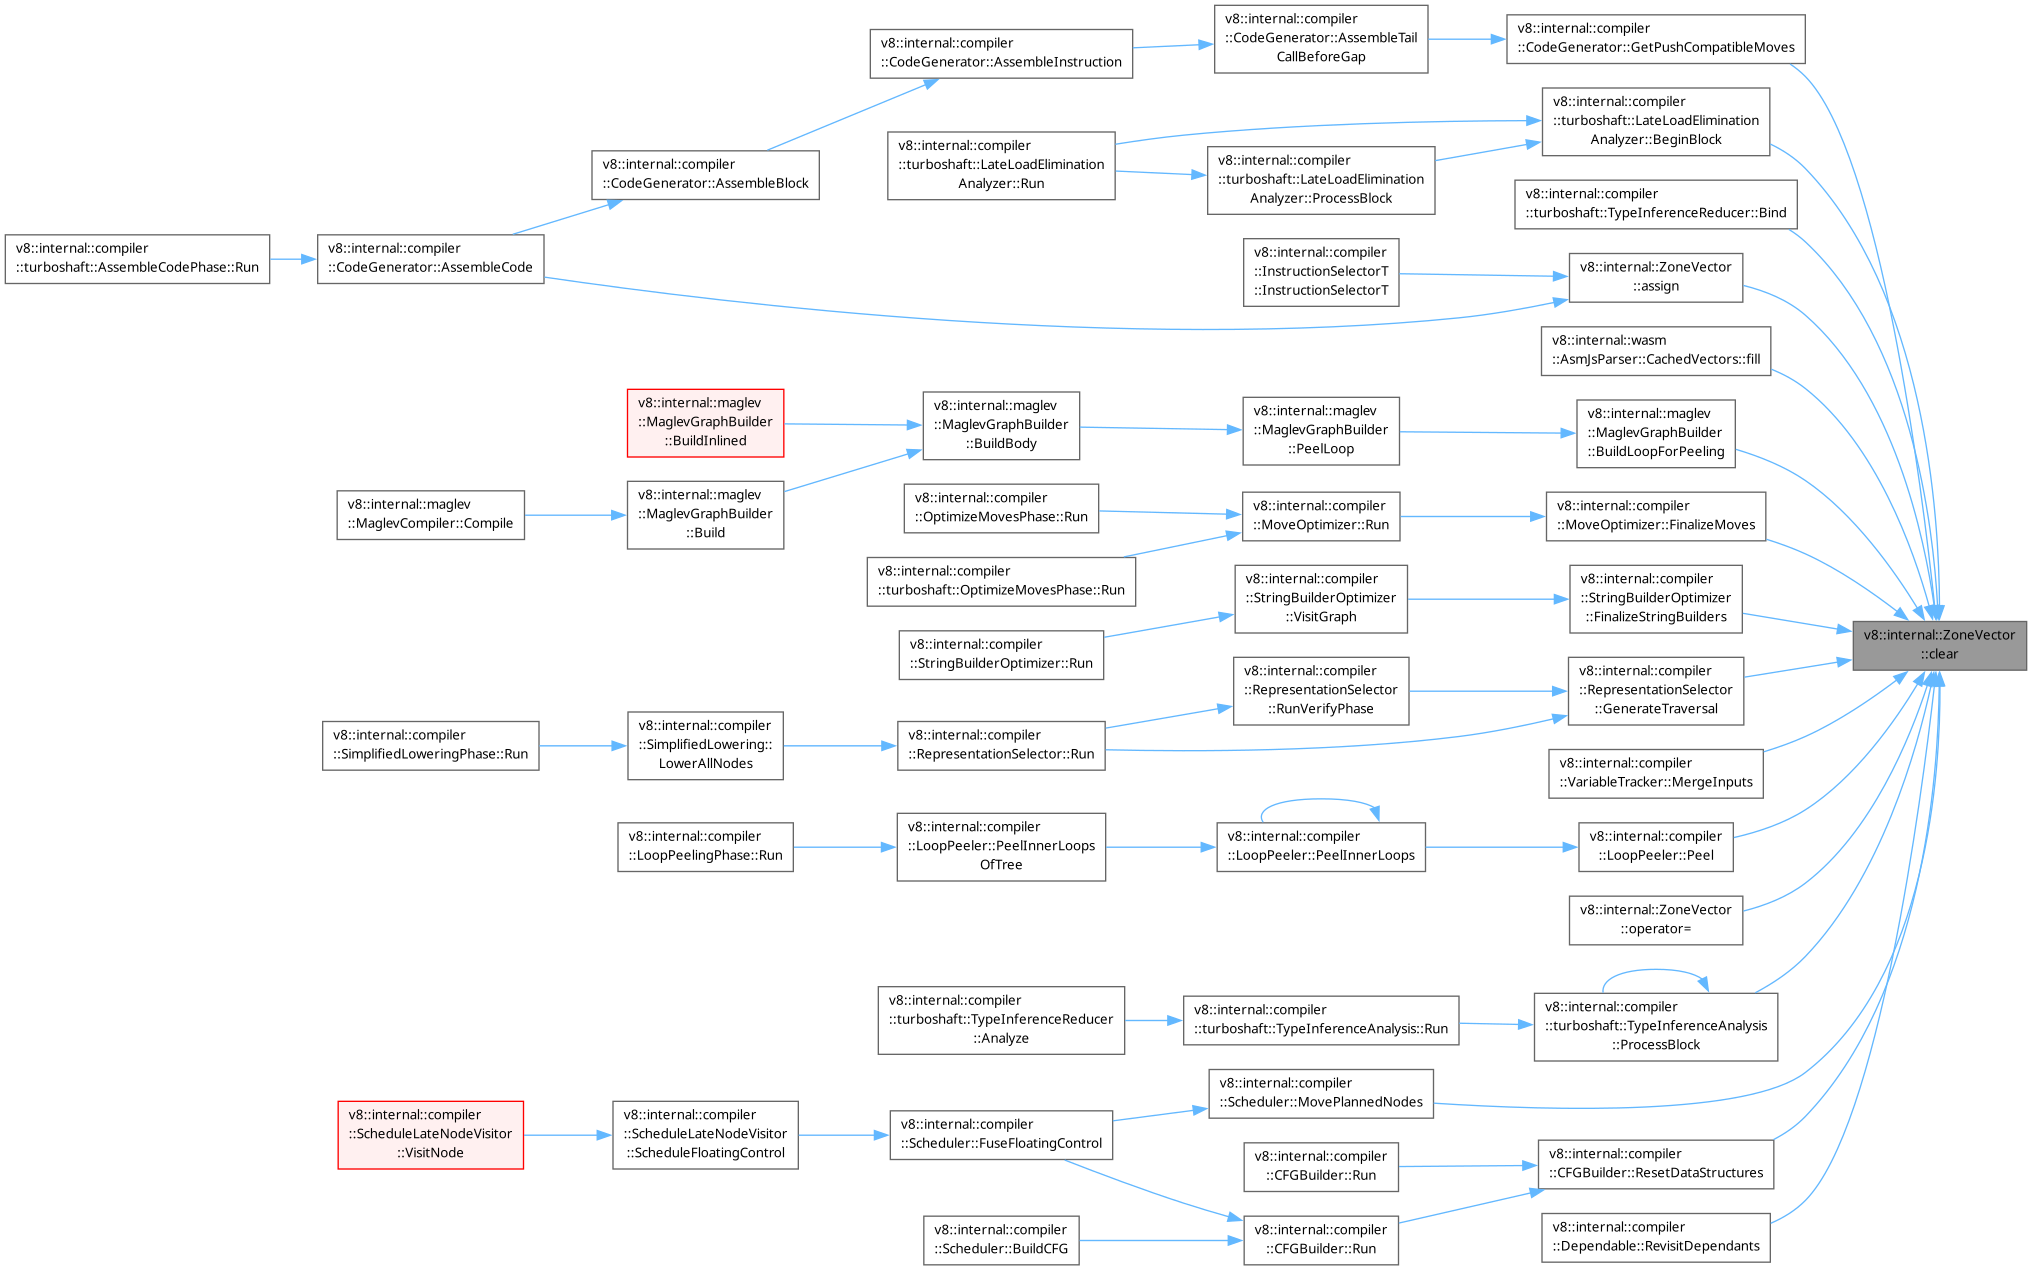 v8::internal::compiler
::CodeGenerator::AssembleTail
CallBeforeGap
v8::internal::compiler
::CodeGenerator::GetPushCompatibleMoves
v8::internal::compiler
::CodeGenerator::AssembleInstruction
v8::internal::compiler
::turboshaft::LateLoadElimination
Analyzer::BeginBlock
v8::internal::compiler
::turboshaft::LateLoadElimination
Analyzer::Run
v8::internal::compiler
::turboshaft::LateLoadElimination
Analyzer::ProcessBlock
v8::internal::compiler
::CodeGenerator::AssembleBlock
v8::internal::compiler
::turboshaft::TypeInferenceReducer::Bind
v8::internal::compiler
::turboshaft::AssembleCodePhase::Run
v8::internal::compiler
::CodeGenerator::AssembleCode
v8::internal::compiler
::InstructionSelectorT
::InstructionSelectorT
v8::internal::ZoneVector
::assign
v8::internal::wasm
::AsmJsParser::CachedVectors::fill
v8::internal::maglev
::MaglevGraphBuilder
::BuildInlined
v8::internal::maglev
::MaglevGraphBuilder
::BuildBody
v8::internal::maglev
::MaglevGraphBuilder
::PeelLoop
v8::internal::maglev
::MaglevGraphBuilder
::BuildLoopForPeeling
v8::internal::maglev
::MaglevCompiler::Compile
v8::internal::maglev
::MaglevGraphBuilder
::Build
v8::internal::compiler
::OptimizeMovesPhase::Run
v8::internal::compiler
::MoveOptimizer::Run
v8::internal::compiler
::MoveOptimizer::FinalizeMoves
v8::internal::compiler
::turboshaft::OptimizeMovesPhase::Run
v8::internal::compiler
::StringBuilderOptimizer
::VisitGraph
v8::internal::compiler
::StringBuilderOptimizer
::FinalizeStringBuilders
v8::internal::compiler
::StringBuilderOptimizer::Run
v8::internal::ZoneVector
::clear
v8::internal::compiler
::RepresentationSelector
::RunVerifyPhase
v8::internal::compiler
::RepresentationSelector
::GenerateTraversal
v8::internal::compiler
::SimplifiedLoweringPhase::Run
v8::internal::compiler
::SimplifiedLowering::
LowerAllNodes
v8::internal::compiler
::RepresentationSelector::Run
v8::internal::compiler
::VariableTracker::MergeInputs
v8::internal::compiler
::LoopPeelingPhase::Run
v8::internal::compiler
::LoopPeeler::PeelInnerLoops
OfTree
v8::internal::compiler
::LoopPeeler::PeelInnerLoops
v8::internal::compiler
::LoopPeeler::Peel
v8::internal::ZoneVector
::operator=
v8::internal::compiler
::turboshaft::TypeInferenceReducer
::Analyze
v8::internal::compiler
::turboshaft::TypeInferenceAnalysis::Run
v8::internal::compiler
::turboshaft::TypeInferenceAnalysis
::ProcessBlock
v8::internal::compiler
::Scheduler::MovePlannedNodes
v8::internal::compiler
::ScheduleLateNodeVisitor
::VisitNode
v8::internal::compiler
::ScheduleLateNodeVisitor
::ScheduleFloatingControl
v8::internal::compiler
::Scheduler::FuseFloatingControl
v8::internal::compiler
::CFGBuilder::Run
v8::internal::compiler
::CFGBuilder::ResetDataStructures
v8::internal::compiler
::Scheduler::BuildCFG
v8::internal::compiler
::CFGBuilder::Run
v8::internal::compiler
::Dependable::RevisitDependants